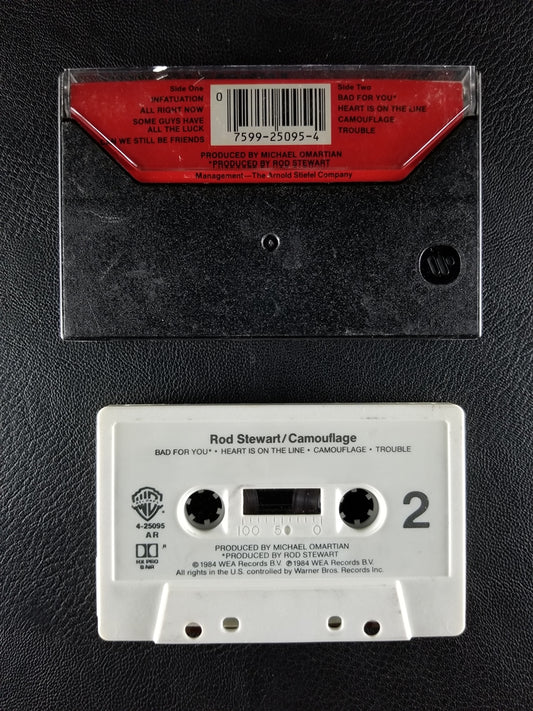 Side One
INFATUATION
ALL RIGHT NOW
SOME GUYS HAVE
ALL THE LUCK
WE STILL BE FRIENDS
0
7599-25095-4
Side Two
BAD FOR YOU*
HEART IS ON THE LINE
CAMOUFLAGE
TROUBLE
PRODUCED BY MICHAEL OMARTIAN
*PRODUCED BY ROD STEWART
Management—The Arnold Stiefel Company
Rod Stewart/Camouflage
BAD FOR YOU* • HEART IS ON THE LINE • CAMOUFLAGE • TROUBLE
4-25095
AR
HX PRO
B NR
100 50 0
2
PRODUCED BY MICHAEL OMARTIAN
*PRODUCED BY ROD STEWART
©1984 WEA Records B.V. ℗1984 WEA Records B.V.
All rights in the U.S. controlled by Warner Bros. Records Inc.